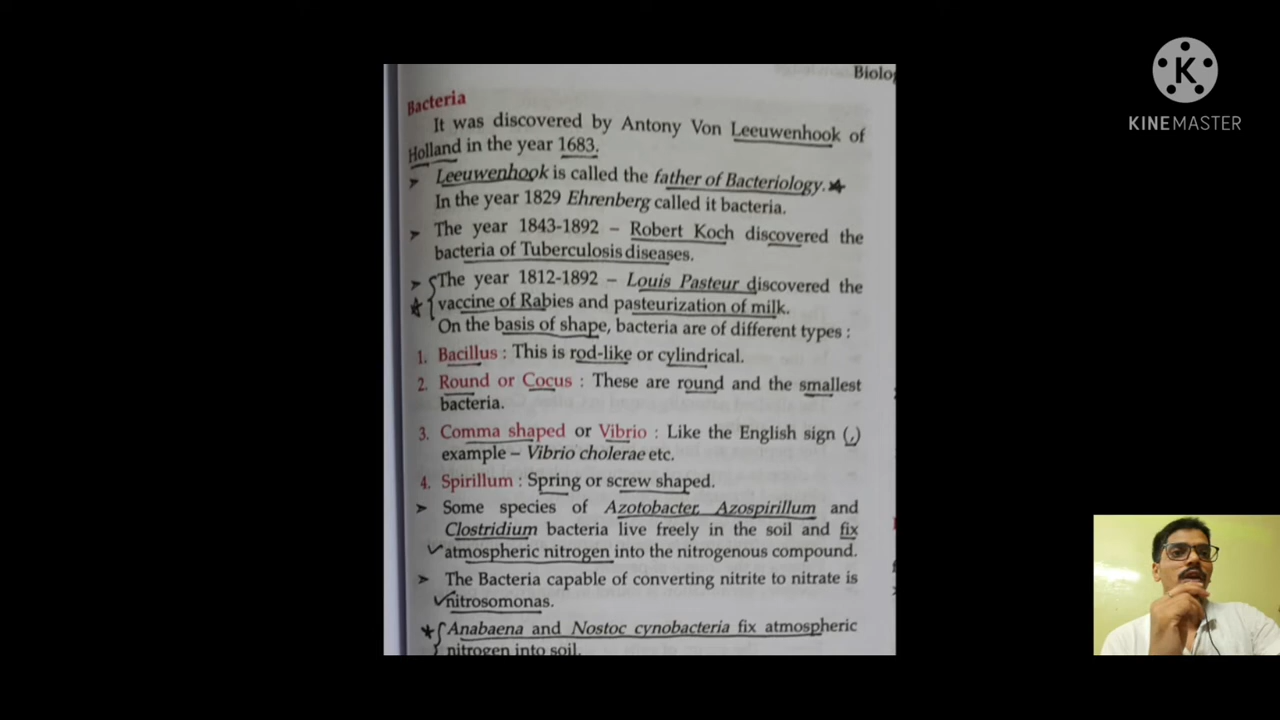 Biolog
K
KINEMASTER
Bacteria
It was discovered by Antony Von Leeuwenhook of
Holland in the year 1683.
➤ Leeuwenhook is called the father of Bacteriology.★
In the year 1829 Ehrenberg called it bacteria.
➤ The year 1843-1892 – Robert Koch discovered the
bacteria of Tuberculosis diseases.
➤ The year 1812-1892 – Louis Pasteur discovered the
★ vaccine of Rabies and pasteurization of milk.
On the basis of shape, bacteria are of different types :
1. Bacillus : This is rod-like or cylindrical.
2. Round or Cocus : These are round and the smallest
bacteria.
3. Comma shaped or Vibrio : Like the English sign (,)
example – Vibrio cholerae etc.
4. Spirillum : Spring or screw shaped.
➤ Some species of Azotobacter, Azospirillum and
Clostridium bacteria live freely in the soil and fix
✓atmospheric nitrogen into the nitrogenous compound.
➤ The Bacteria capable of converting nitrite to nitrate is
✓nitrosomonas.
★ Anabaena and Nostoc cynobacteria fix atmospheric
nitrogen into soil.